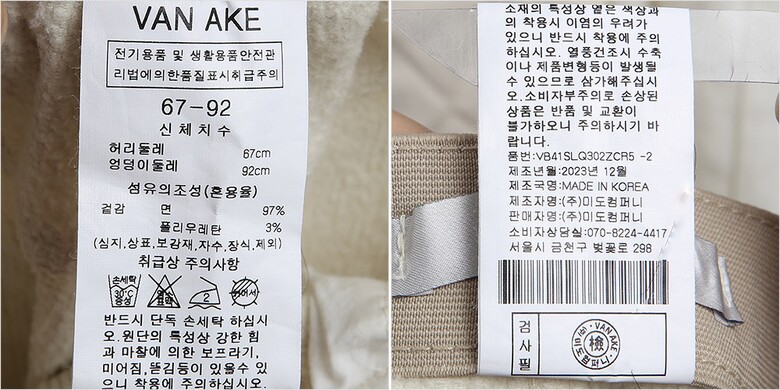 VAN AKE
전기용품 및 생활용품안전관
리법에의한품질표시취급주의
67-92
신체치수
허리둘레 67cm
엉덩이둘레 92cm
섬유의조성(혼용율)
겉감 면 97%
폴리우레탄 3%
(심지,상표,보강재,자수,장식,제외)
취급상 주의사항
손세탁
30℃
중성
2
반드시 단독 손세탁 하십시
오.원단의 특성상 강한 힘
과 마찰에 의한 보프라기,
미어짐,뜯김등이 있을수 있
으니 착용에 주의하십시오.
소재의 특성상 옅은 색상과
의 착용시 이염의 우려가
있으니 반드시 착용에 주의
하십시오. 열풍건조시 수축
이나 제품변형등이 발생될
수 있으므로 삼가해주십시
오.소비자부주의로 손상된
상품은 반품 및 교환이
불가하오니 주의하시기 바
랍니다.
품번:VB41SLQ302ZCR5 -2
제조년월:2023년 12월
제조국명:MADE IN KOREA
제조자명:(주)미도컴퍼니
판매자명:(주)미도컴퍼니
소비자상담실:070-8224-4417
서울시 금천구 벚꽃로 298
검사필
VAN AKE
檢
(주)미도컴퍼니